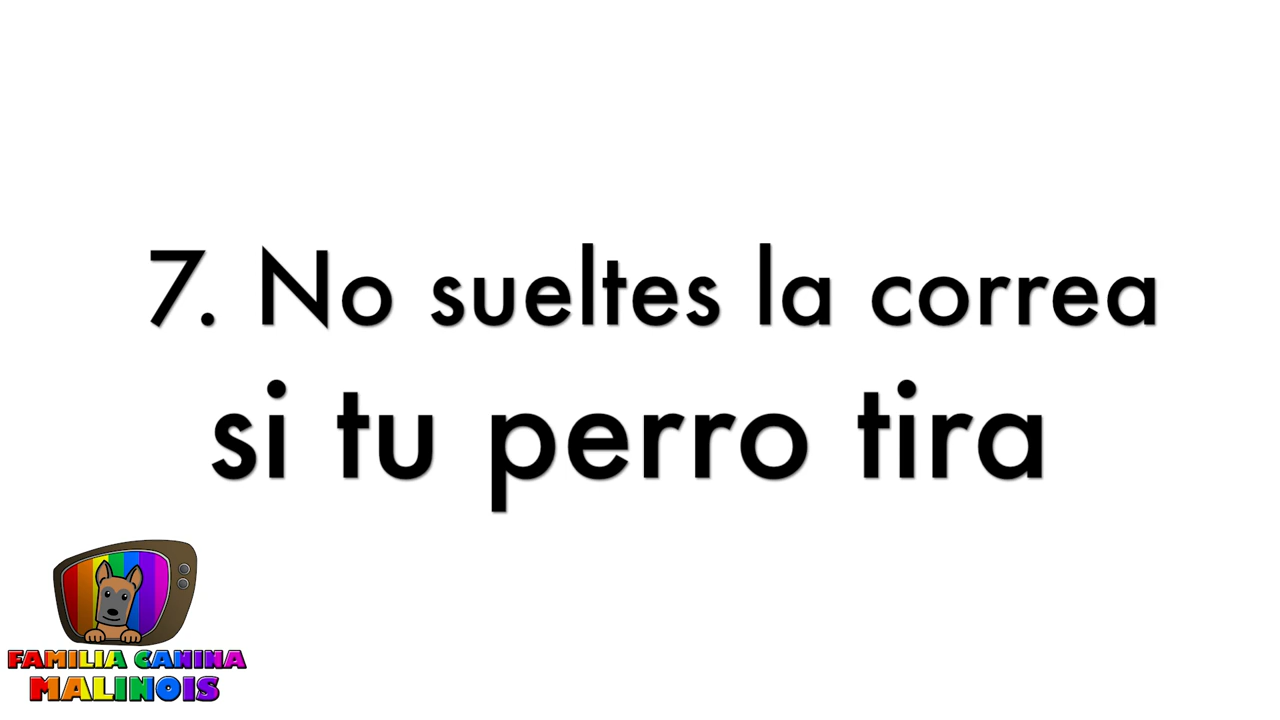 7. No sueltes la correa
si tu perro tira
FAMILIA CANINA
MALINOIS